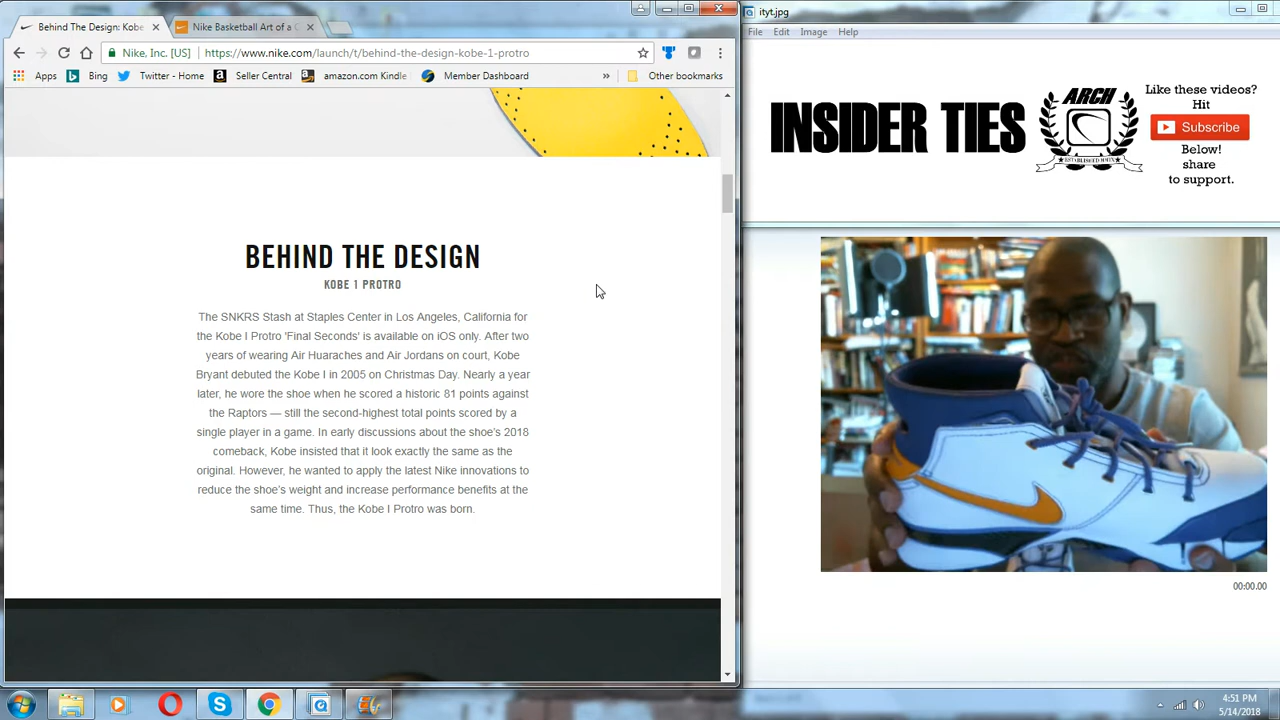 Behind The Design: Kobe
Nike Basketball Art of a C
Nike, Inc. [US]
https://www.nike.com/launch/t/behind-the-design-kobe-1-protro
Apps
Bing
Twitter - Home
Seller Central
amazon.com Kindle
Member Dashboard
»
Other bookmarks
BEHIND THE DESIGN
KOBE 1 PROTRO
The SNKRS Stash at Staples Center in Los Angeles, California for
the Kobe I Protro 'Final Seconds' is available on iOS only. After two
years of wearing Air Huaraches and Air Jordans on court, Kobe
Bryant debuted the Kobe I in 2005 on Christmas Day. Nearly a year
later, he wore the shoe when he scored a historic 81 points against
the Raptors — still the second-highest total points scored by a
single player in a game. In early discussions about the shoe's 2018
comeback, Kobe insisted that it look exactly the same as the
original. However, he wanted to apply the latest Nike innovations to
reduce the shoe's weight and increase performance benefits at the
same time. Thus, the Kobe I Protro was born.
ityt.jpg
File Edit Image Help
INSIDER TIES
ARCH
Like these videos?
Hit
Subscribe
Below!
share
to support.
00:00.00
4:51 PM
5/14/2018